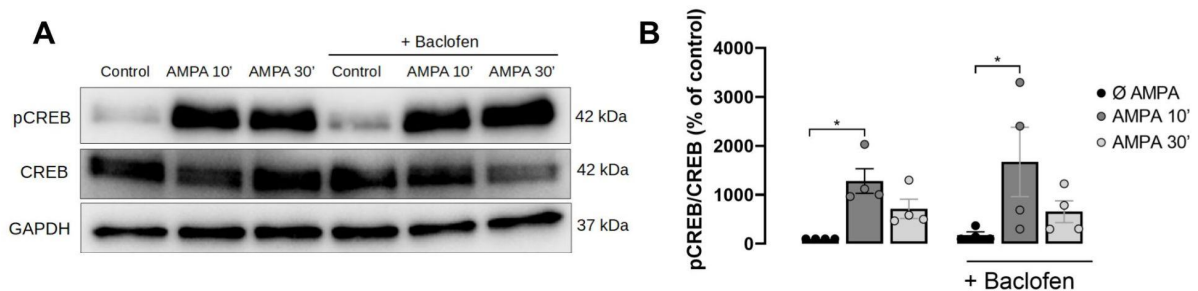 A
+ Baclofen
Control AMPA 10' AMPA 30' Control AMPA 10' AMPA 30'
pCREB 42 kDa
CREB 42 kDa
GAPDH 37 kDa
B
pCREB/CREB (% of control)
4000
3000
2000
1000
0
*
*
Ø AMPA
AMPA 10'
AMPA 30'
+ Baclofen